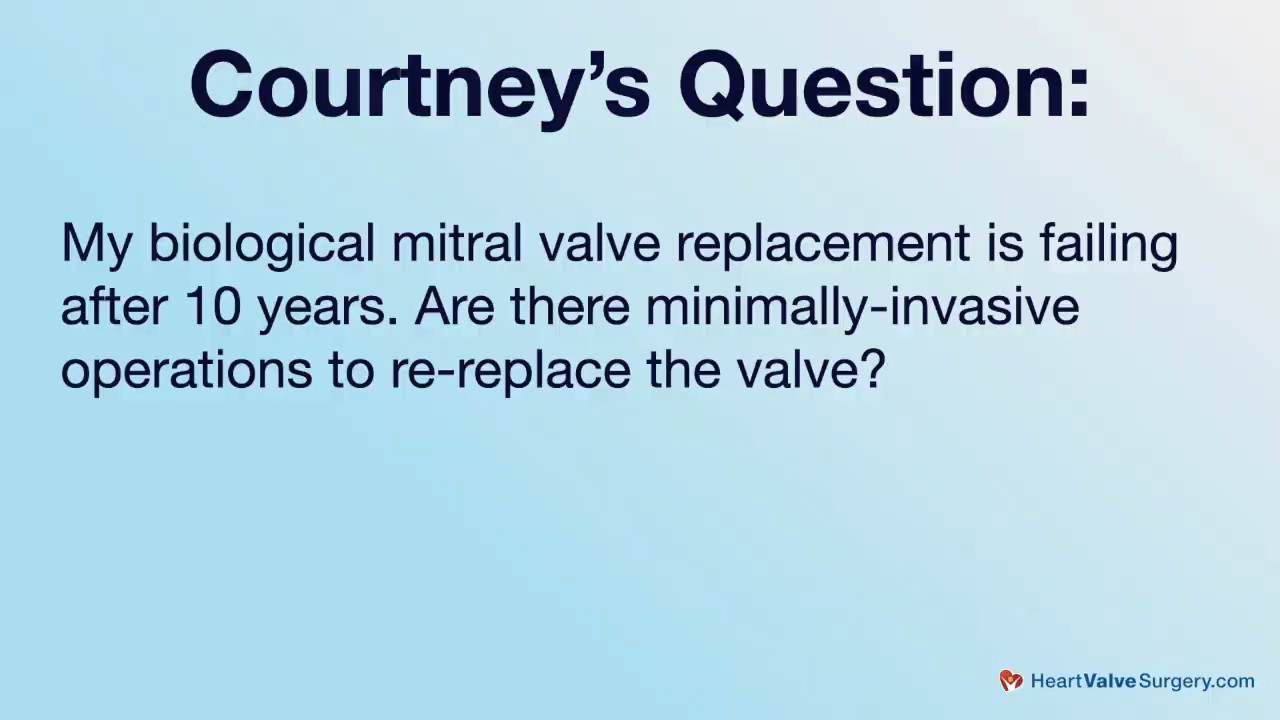 Courtney’s Question:
My biological mitral valve replacement is failing
after 10 years. Are there minimally-invasive
operations to re-replace the valve?
HeartValveSurgery.com